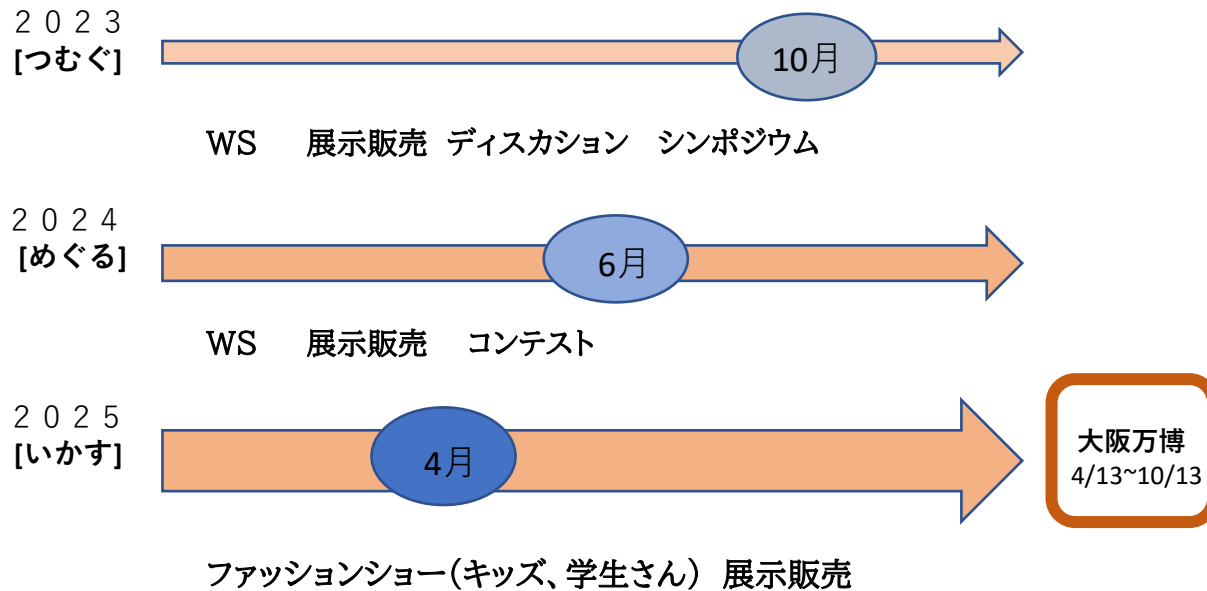 ２０２３
[つむぐ]
10月
WS　展示販売 ディスカション　シンポジウム
２０２４
[めぐる]
6月
WS　展示販売　コンテスト
２０２５
[いかす]
4月
大阪万博
4/13~10/13
ファッションショー(キッズ、学生さん) 展示販売